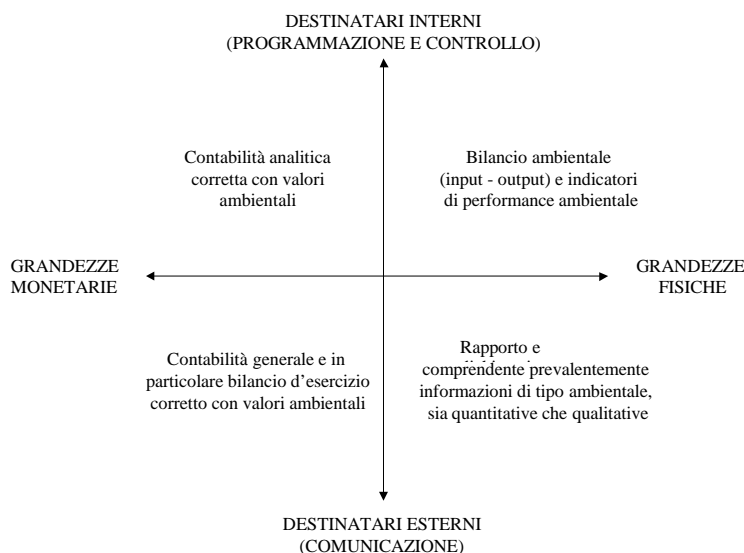 DESTINATARI INTERNI
(PROGRAMMAZIONE E CONTROLLO)
Contabilità analitica
corretta con valori
ambientali
Bilancio ambientale
(input - output) e indicatori
di performance ambientale
GRANDEZZE
MONETARIE
GRANDEZZE
FISICHE
Contabilità generale e in
particolare bilancio d’esercizio
corretto con valori ambientali
Rapporto e
comprendente prevalentemente
informazioni di tipo ambientale,
sia quantitative che qualitative
DESTINATARI ESTERNI
(COMUNICAZIONE)